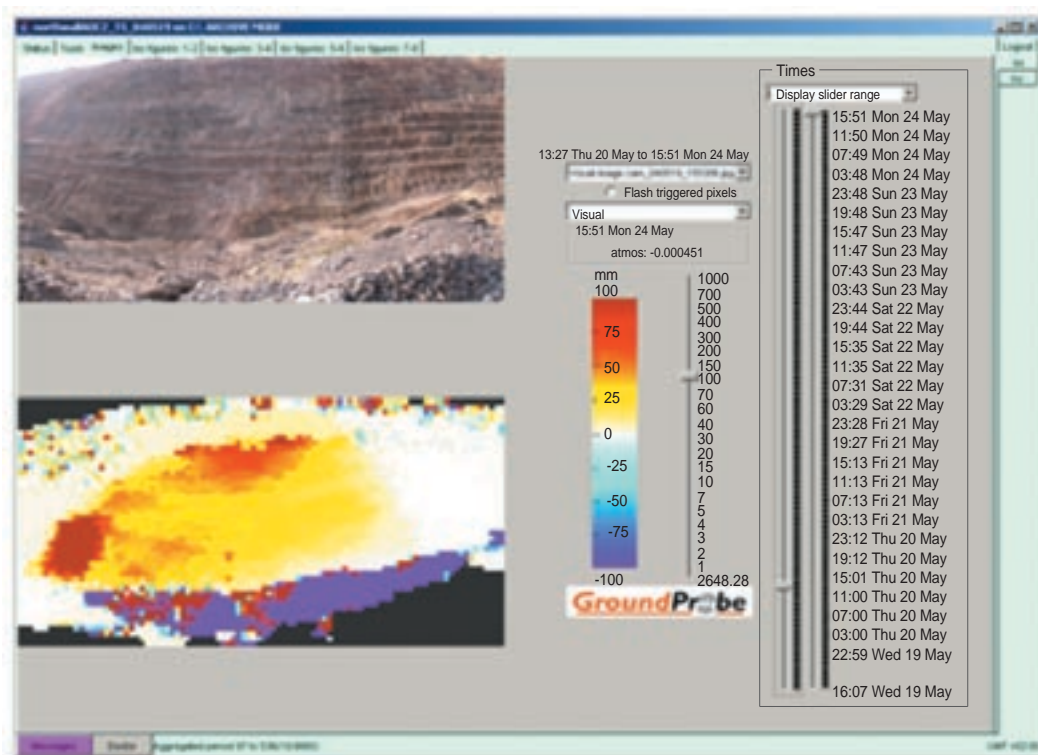 Status Tools
Times
Display slider range
15:51 Mon 24 May
11:50 Mon 24 May
07:49 Mon 24 May
03:48 Mon 24 May
23:48 Sun 23 May
19:48 Sun 23 May
15:47 Sun 23 May
11:47 Sun 23 May
07:43 Sun 23 May
03:43 Sun 23 May
23:44 Sat 22 May
19:44 Sat 22 May
15:35 Sat 22 May
11:35 Sat 22 May
07:31 Sat 22 May
03:29 Sat 22 May
23:28 Fri 21 May
19:27 Fri 21 May
15:13 Fri 21 May
11:13 Fri 21 May
07:13 Fri 21 May
03:13 Fri 21 May
23:12 Thu 20 May
19:12 Thu 20 May
15:01 Thu 20 May
11:00 Thu 20 May
07:00 Thu 20 May
03:00 Thu 20 May
22:59 Wed 19 May
16:07 Wed 19 May
13:27 Thu 20 May to 15:51 Mon 24 May
Flash triggered pixels
Visual
15:51 Mon 24 May
atmos: -0.000451
mm
100
75
50
25
0
-25
-50
-75
-100
1000
700
500
400
300
200
150
100
70
60
40
30
20
15
10
7
5
4
3
2
1
2648.28
GroundProbe
Messages